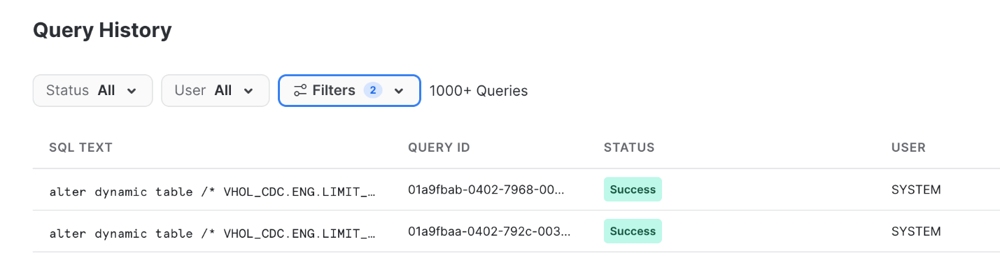 Query History
Status All User All Filters 2 1000+ Queries
SQL TEXT QUERY ID STATUS USER
alter dynamic table /* VHOL_CDC.ENG.LIMIT_… 01a9fbab-0402-7968-00... Success SYSTEM
alter dynamic table /* VHOL_CDC.ENG.LIMIT_… 01a9fbaa-0402-792c-003... Success SYSTEM